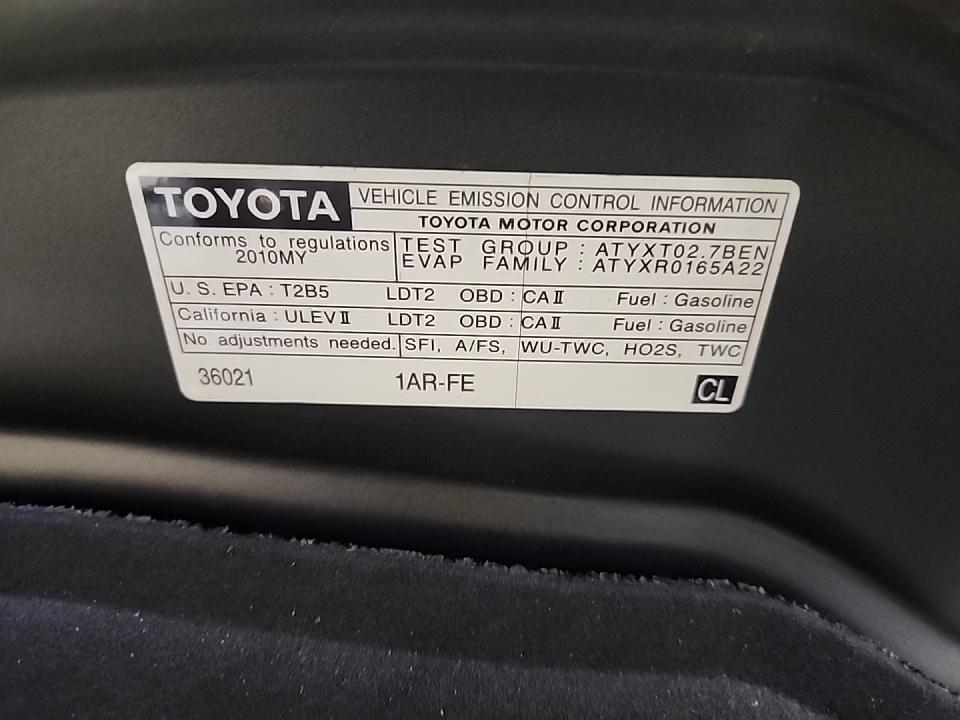 TOYOTA
VEHICLE EMISSION CONTROL INFORMATION
TOYOTA MOTOR CORPORATION
Conforms to regulations
2010MY
TEST GROUP : ATYXT02.7BEN
EVAP FAMILY : ATYXR0165A22
U.S. EPA : T2B5 LDT2 OBD : CAⅡ Fuel : Gasoline
California : ULEVⅡ LDT2 OBD : CAⅡ Fuel : Gasoline
No adjustments needed. SFI, A/FS, WU-TWC, HO2S, TWC
36021 1AR-FE CL